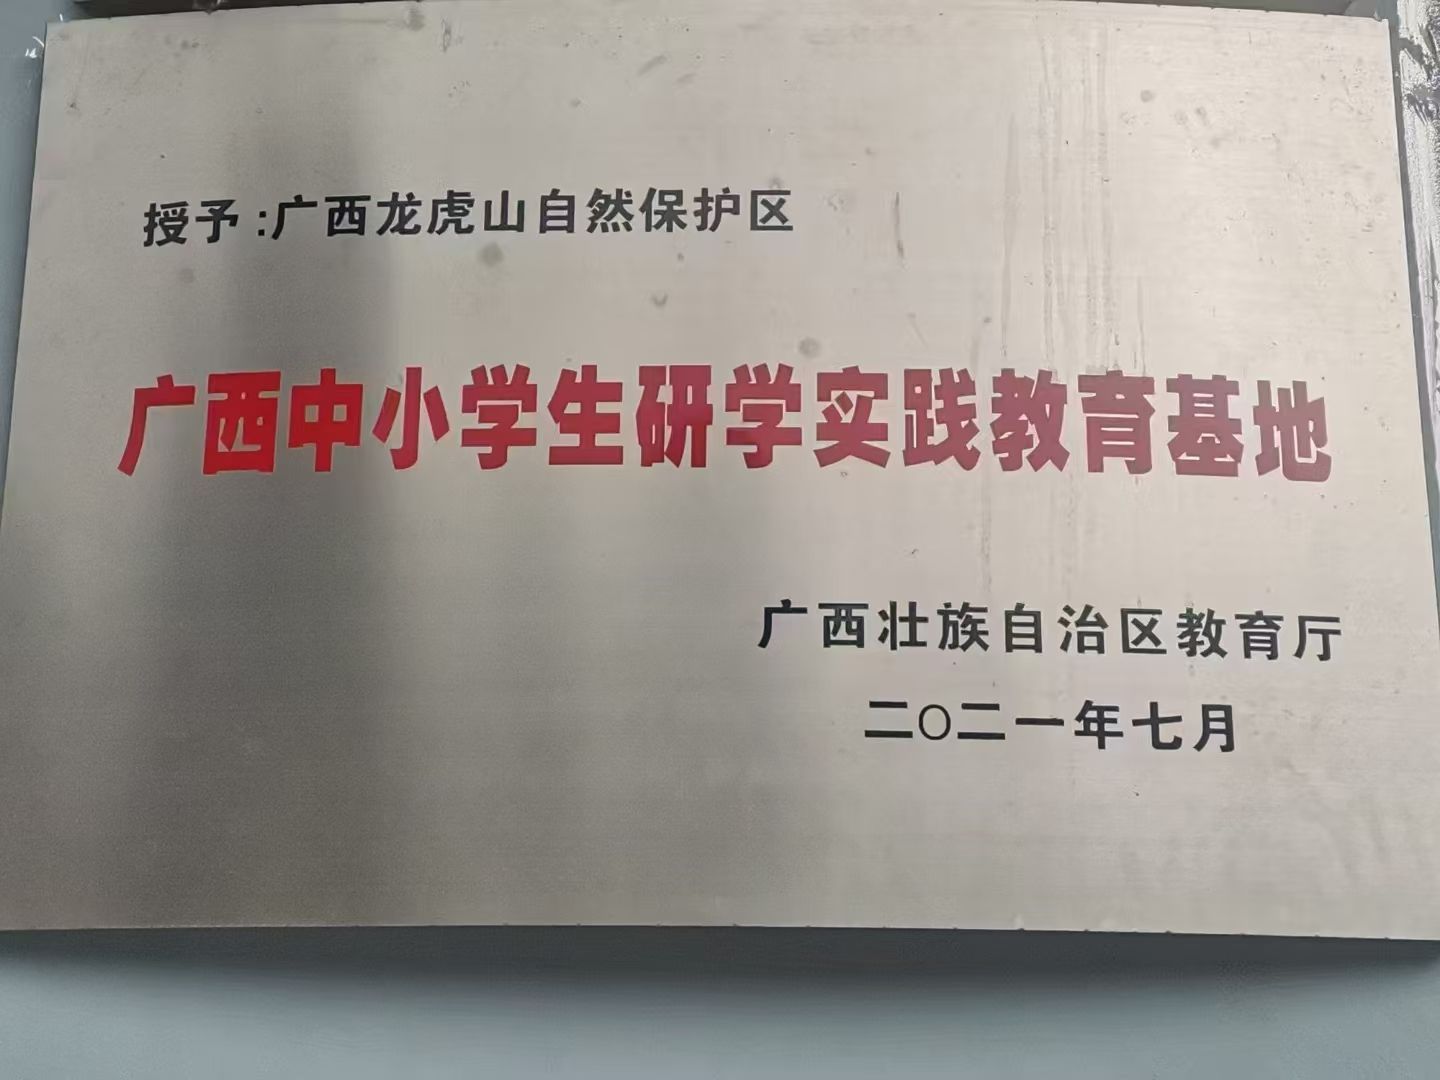 授予:广西龙虎山自然保护区
广西中小学生研学实践教育基地
广西壮族自治区教育厅
二〇二一年七月